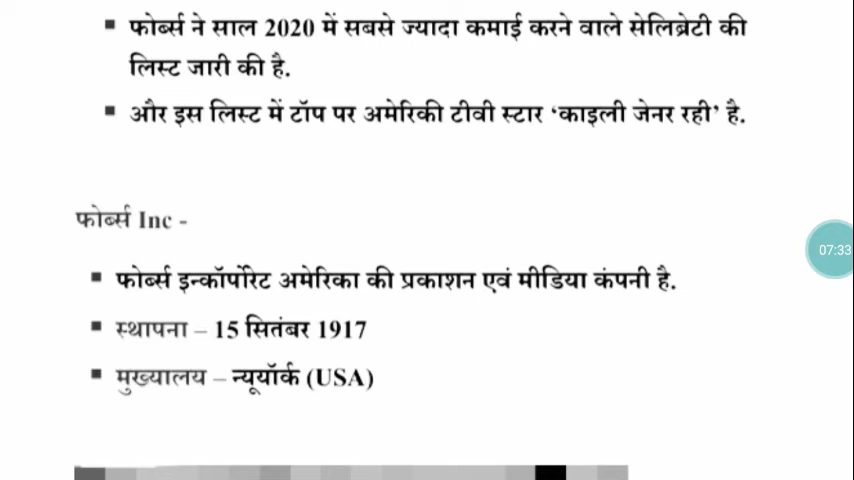 ▪ फोर्ब्स ने साल 2020 में सबसे ज्यादा कमाई करने वाले सेलिब्रेटी की
लिस्ट जारी की है.
▪ और इस लिस्ट में टॉप पर अमेरिकी टीवी स्टार ‘काइली जेनर रही’ है.
फोर्ब्स Inc -
▪ फोर्ब्स इन्कॉर्पोरेट अमेरिका की प्रकाशन एवं मीडिया कंपनी है.
07:33
▪ स्थापना – 15 सितंबर 1917
▪ मुख्यालय – न्यूयॉर्क (USA)